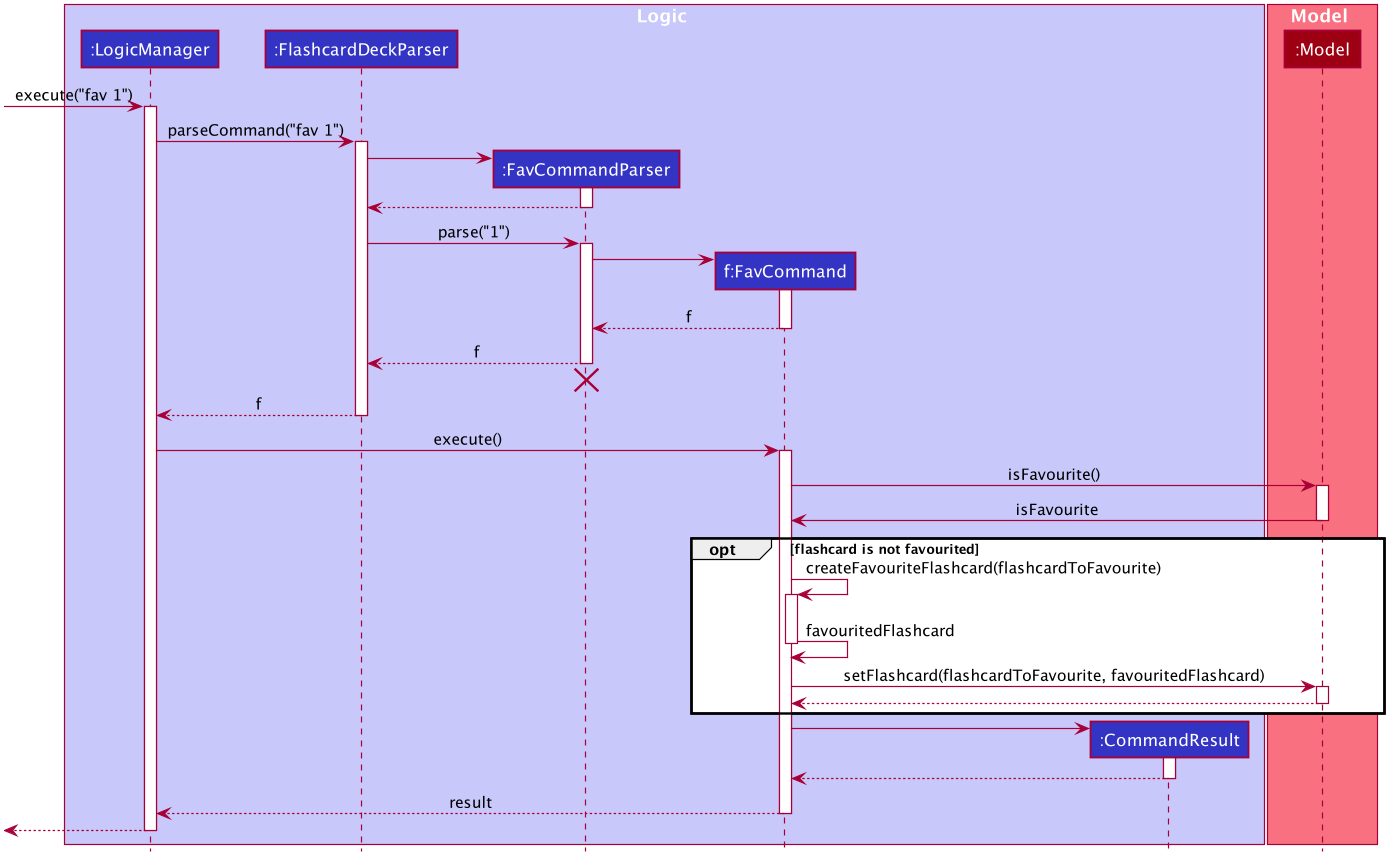 Logic
Model
:LogicManager
:FlashcardDeckParser
:Model
execute("fav 1")
parseCommand("fav 1")
:FavCommandParser
parse("1")
f:FavCommand
f
f
f
execute()
isFavourite()
isFavourite
opt
[flashcard is not favourited]
createFavouriteFlashcard(flashcardToFavourite)
favouritedFlashcard
setFlashcard(flashcardToFavourite, favouritedFlashcard)
:CommandResult
result